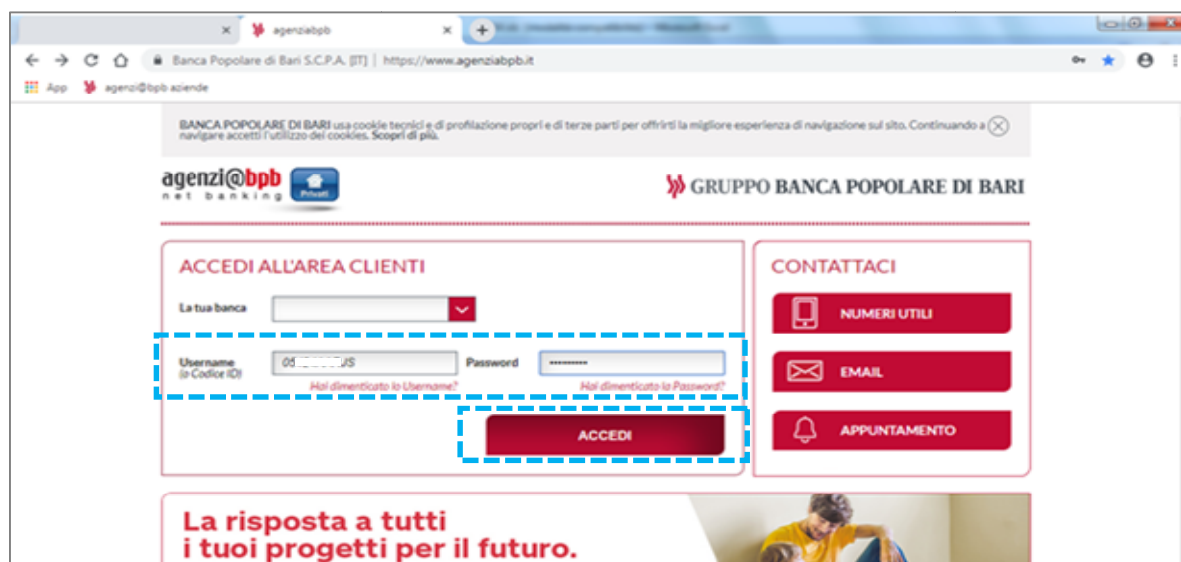 agenziabpb
Banca Popolare di Bari S.C.P.A. [IT] | https://www.agenziabpb.it
App agenzi@bpb aziende
BANCA POPOLARE DI BARI usa cookie tecnici e di profilazione propri e di terze parti per offrirti la migliore esperienza di navigazione sul sito. Continuando a
navigare accetti l'utilizzo dei cookies. Scopri di più.
agenzi@bpb
net banking
Privati
GRUPPO BANCA POPOLARE DI BARI
ACCEDI ALL'AREA CLIENTI
La tua banca
Username
(o Codice ID)
Password
Hai dimenticato lo Username?
Hai dimenticato la Password?
ACCEDI
CONTATTACI
NUMERI UTILI
EMAIL
APPUNTAMENTO
La risposta a tutti
i tuoi progetti per il futuro.